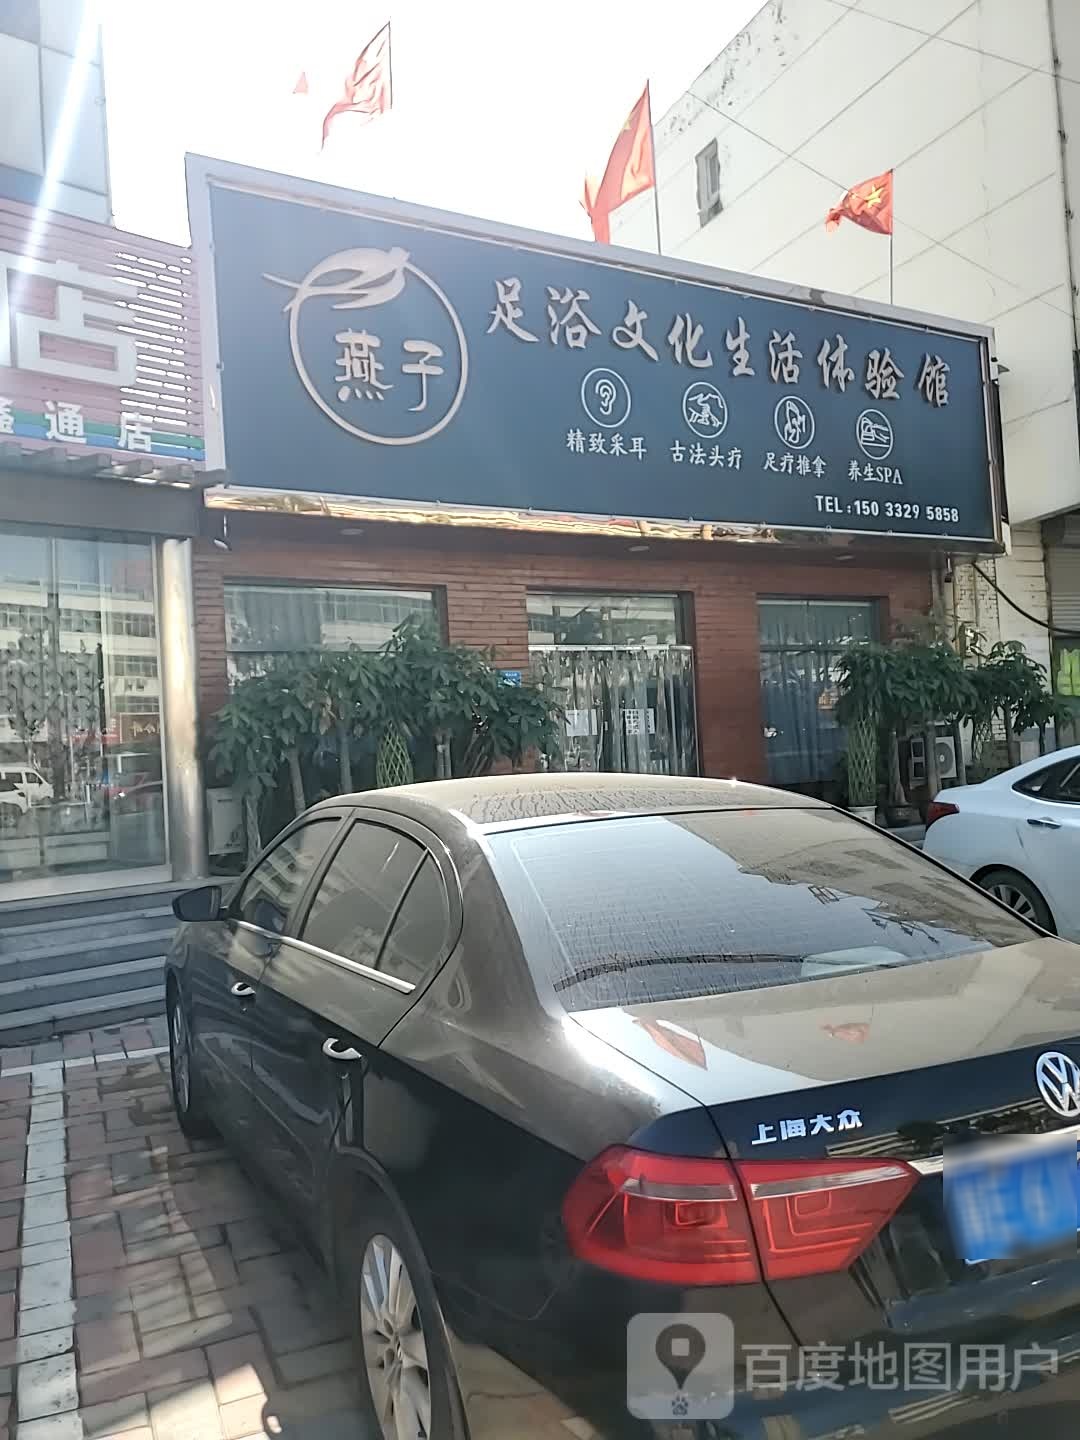 燕子
足浴文化生活体验馆
精致采耳 古法头疗 足疗推拿 养生SPA
TEL:150 3329 5858
店
鑫通店
上海大众
百度地图用户